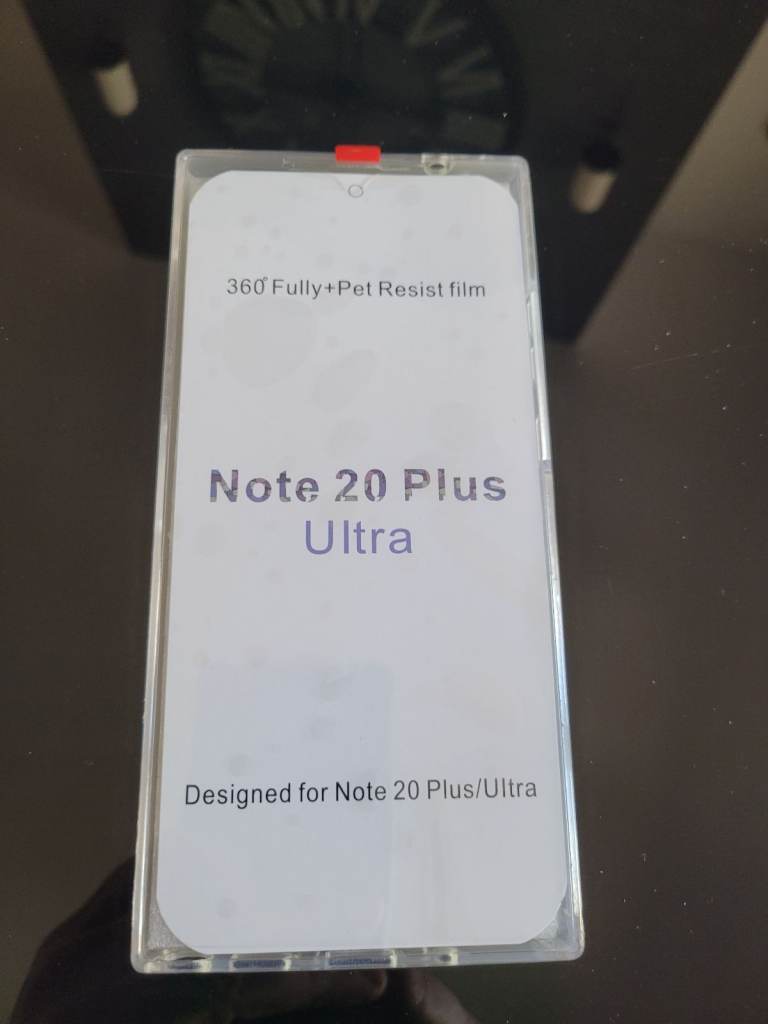 360° Fully+Pet Resist film
Note 20 Plus
Ultra
Designed for Note 20 Plus/Ultra